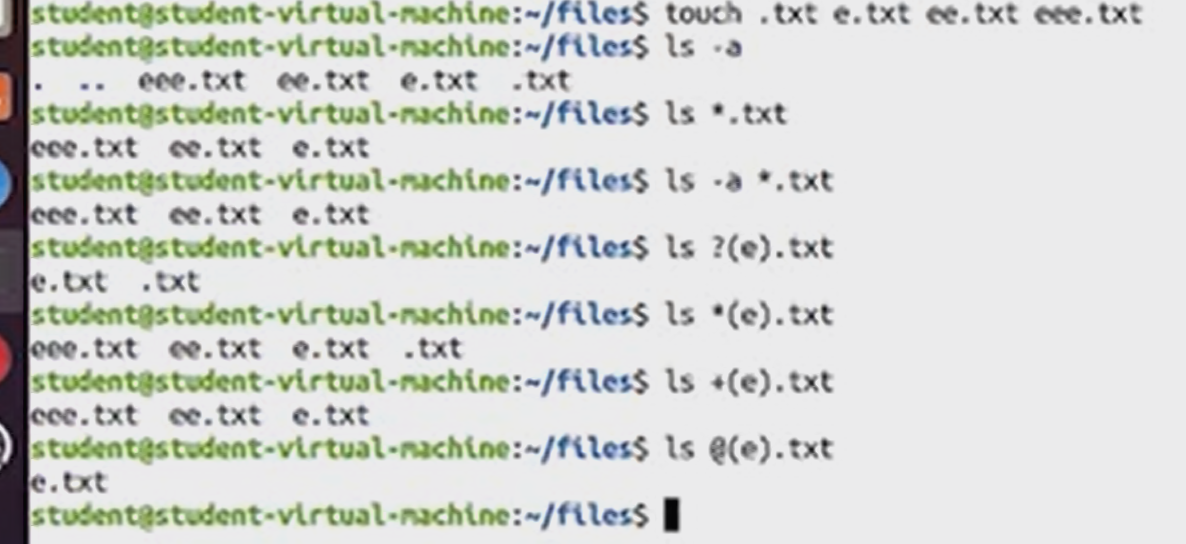 student@student-virtual-machine:~/files$ touch .txt e.txt ee.txt eee.txt
student@student-virtual-machine:~/files$ ls -a
.  ..  eee.txt  ee.txt  e.txt  .txt
student@student-virtual-machine:~/files$ ls *.txt
eee.txt  ee.txt  e.txt
student@student-virtual-machine:~/files$ ls -a *.txt
eee.txt  ee.txt  e.txt
student@student-virtual-machine:~/files$ ls ?(e).txt
e.txt  .txt
student@student-virtual-machine:~/files$ ls *(e).txt
eee.txt  ee.txt  e.txt  .txt
student@student-virtual-machine:~/files$ ls +(e).txt
eee.txt  ee.txt  e.txt
student@student-virtual-machine:~/files$ ls @(e).txt
e.txt
student@student-virtual-machine:~/files$